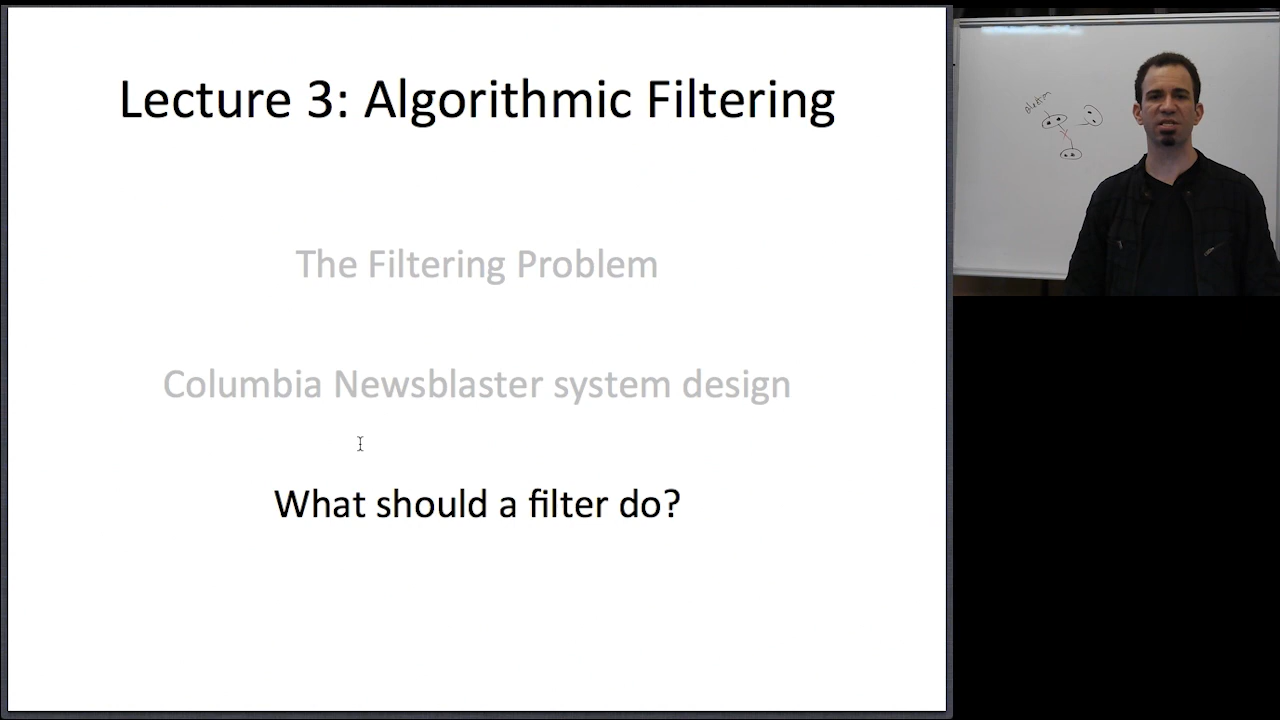 Lecture 3: Algorithmic Filtering
The Filtering Problem
Columbia Newsblaster system design
What should a filter do?